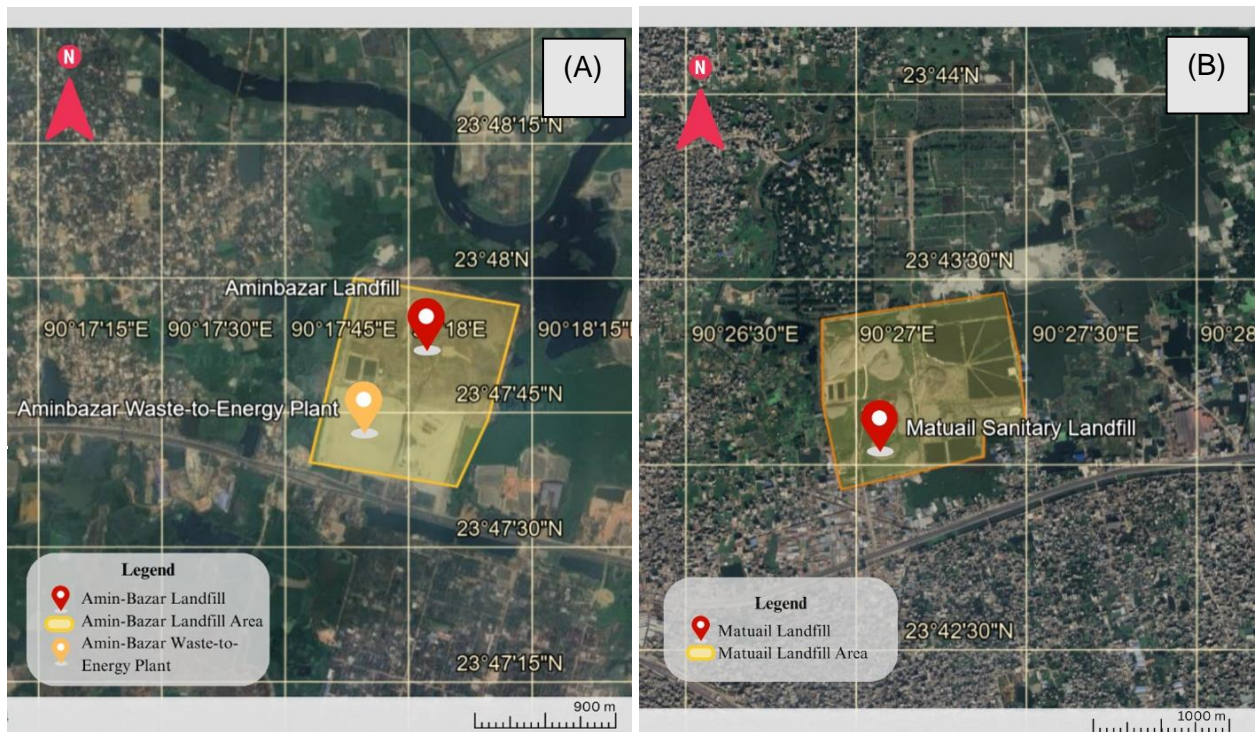 (A)
N
23°48'15"N
23°48'N
Aminbazar Landfill
90°17'15"E
90°17'30"E
90°17'45"E
18'E
90°18'15"
23°47'45"N
Aminbazar Waste-to-Energy Plant
23°47'30"N
Legend
Amin-Bazar Landfill
Amin-Bazar Landfill Area
Amin-Bazar Waste-to-
Energy Plant
23°47'15"N
900 m
(B)
N
23°44'N
23°43'30"N
90°26'30"E
90°27'E
90°27'30"E
90°28
Matuail Sanitary Landfill
Legend
Matuail Landfill
Matuail Landfill Area
23°42'30"N
1000 m